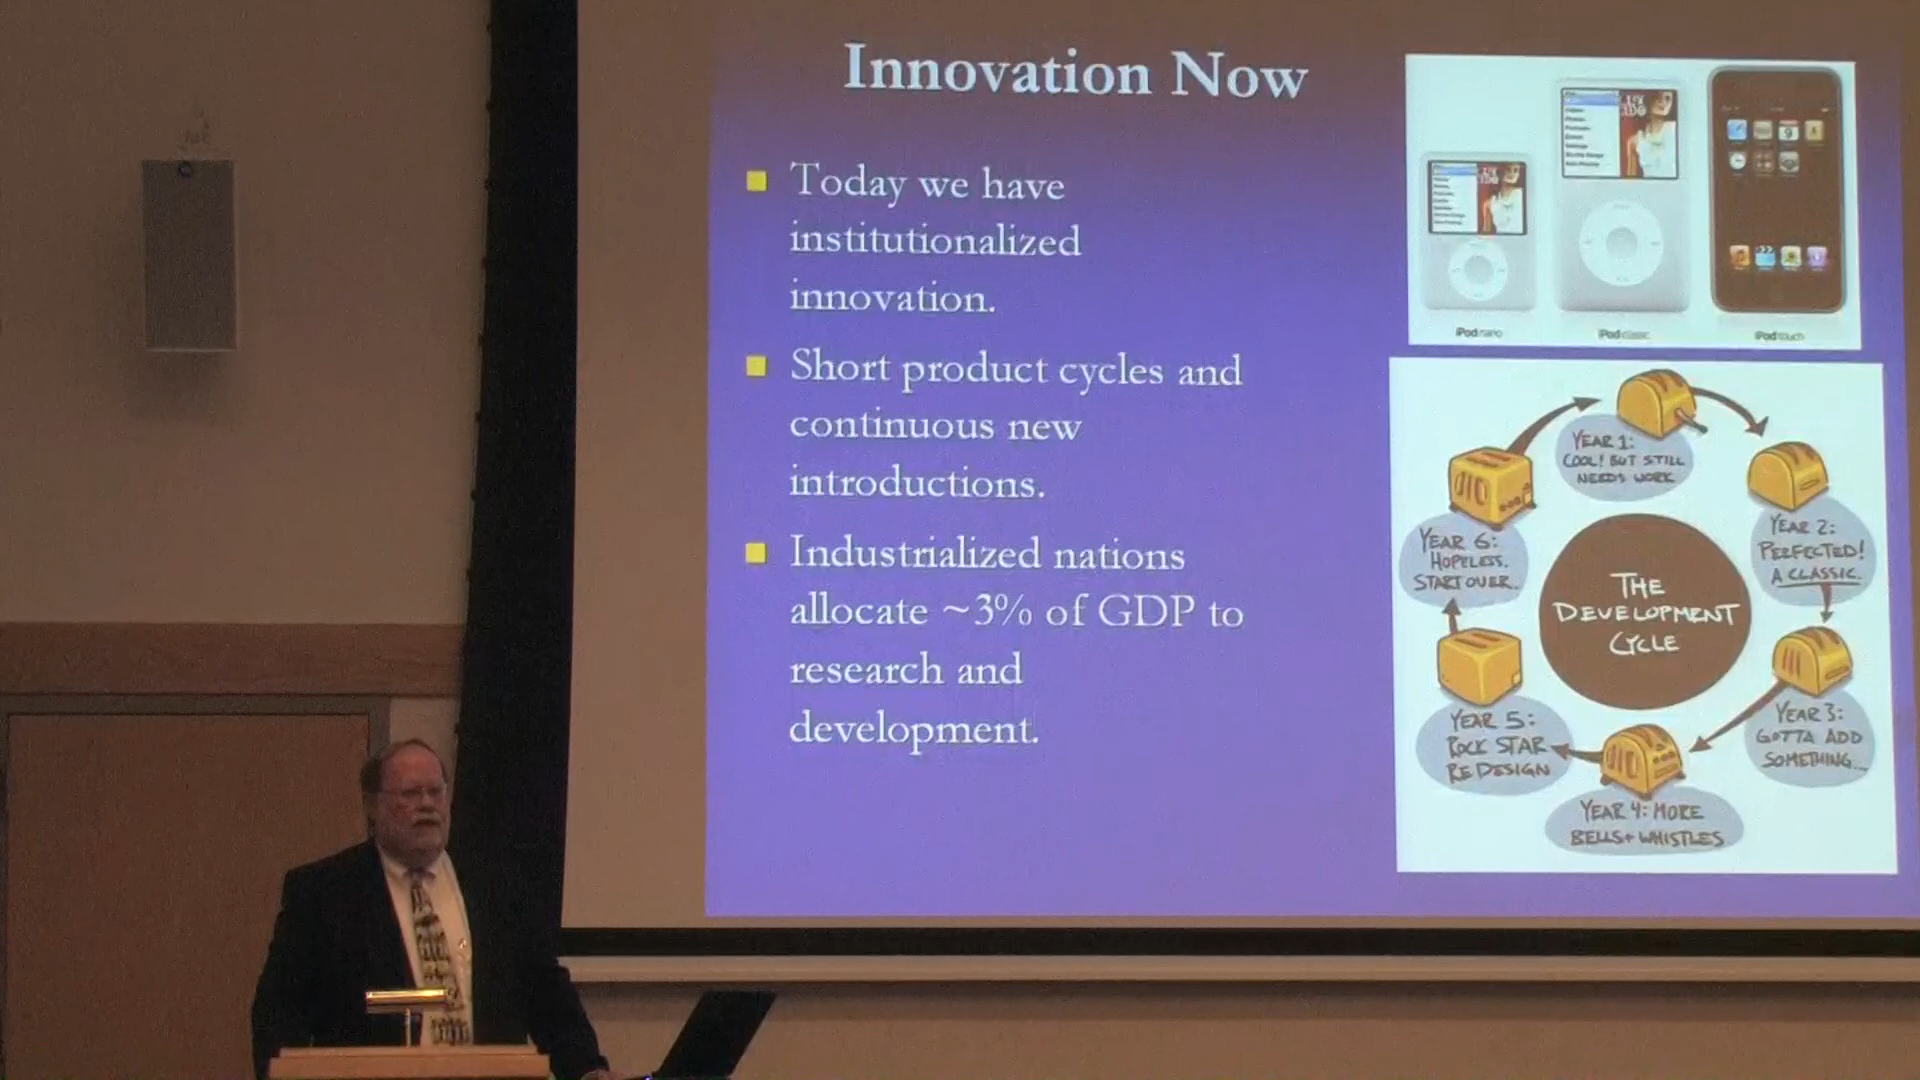 Innovation Now
Today we have
institutionalized
innovation.
Short product cycles and
continuous new
introductions.
Industrialized nations
allocate ~3% of GDP to
research and
development.
iPod nano
iPod classic
iPod touch
YEAR 1:
COOL! BUT STILL
NEEDS WORK
YEAR 2:
PERFECTED!
A CLASSIC.
YEAR 3:
GOTTA ADD
SOMETHING...
YEAR 4: MORE
BELLS + WHISTLES
YEAR 5:
ROCK STAR
REDESIGN
YEAR 6:
HOPELESS.
START OVER...
THE
DEVELOPMENT
CYCLE